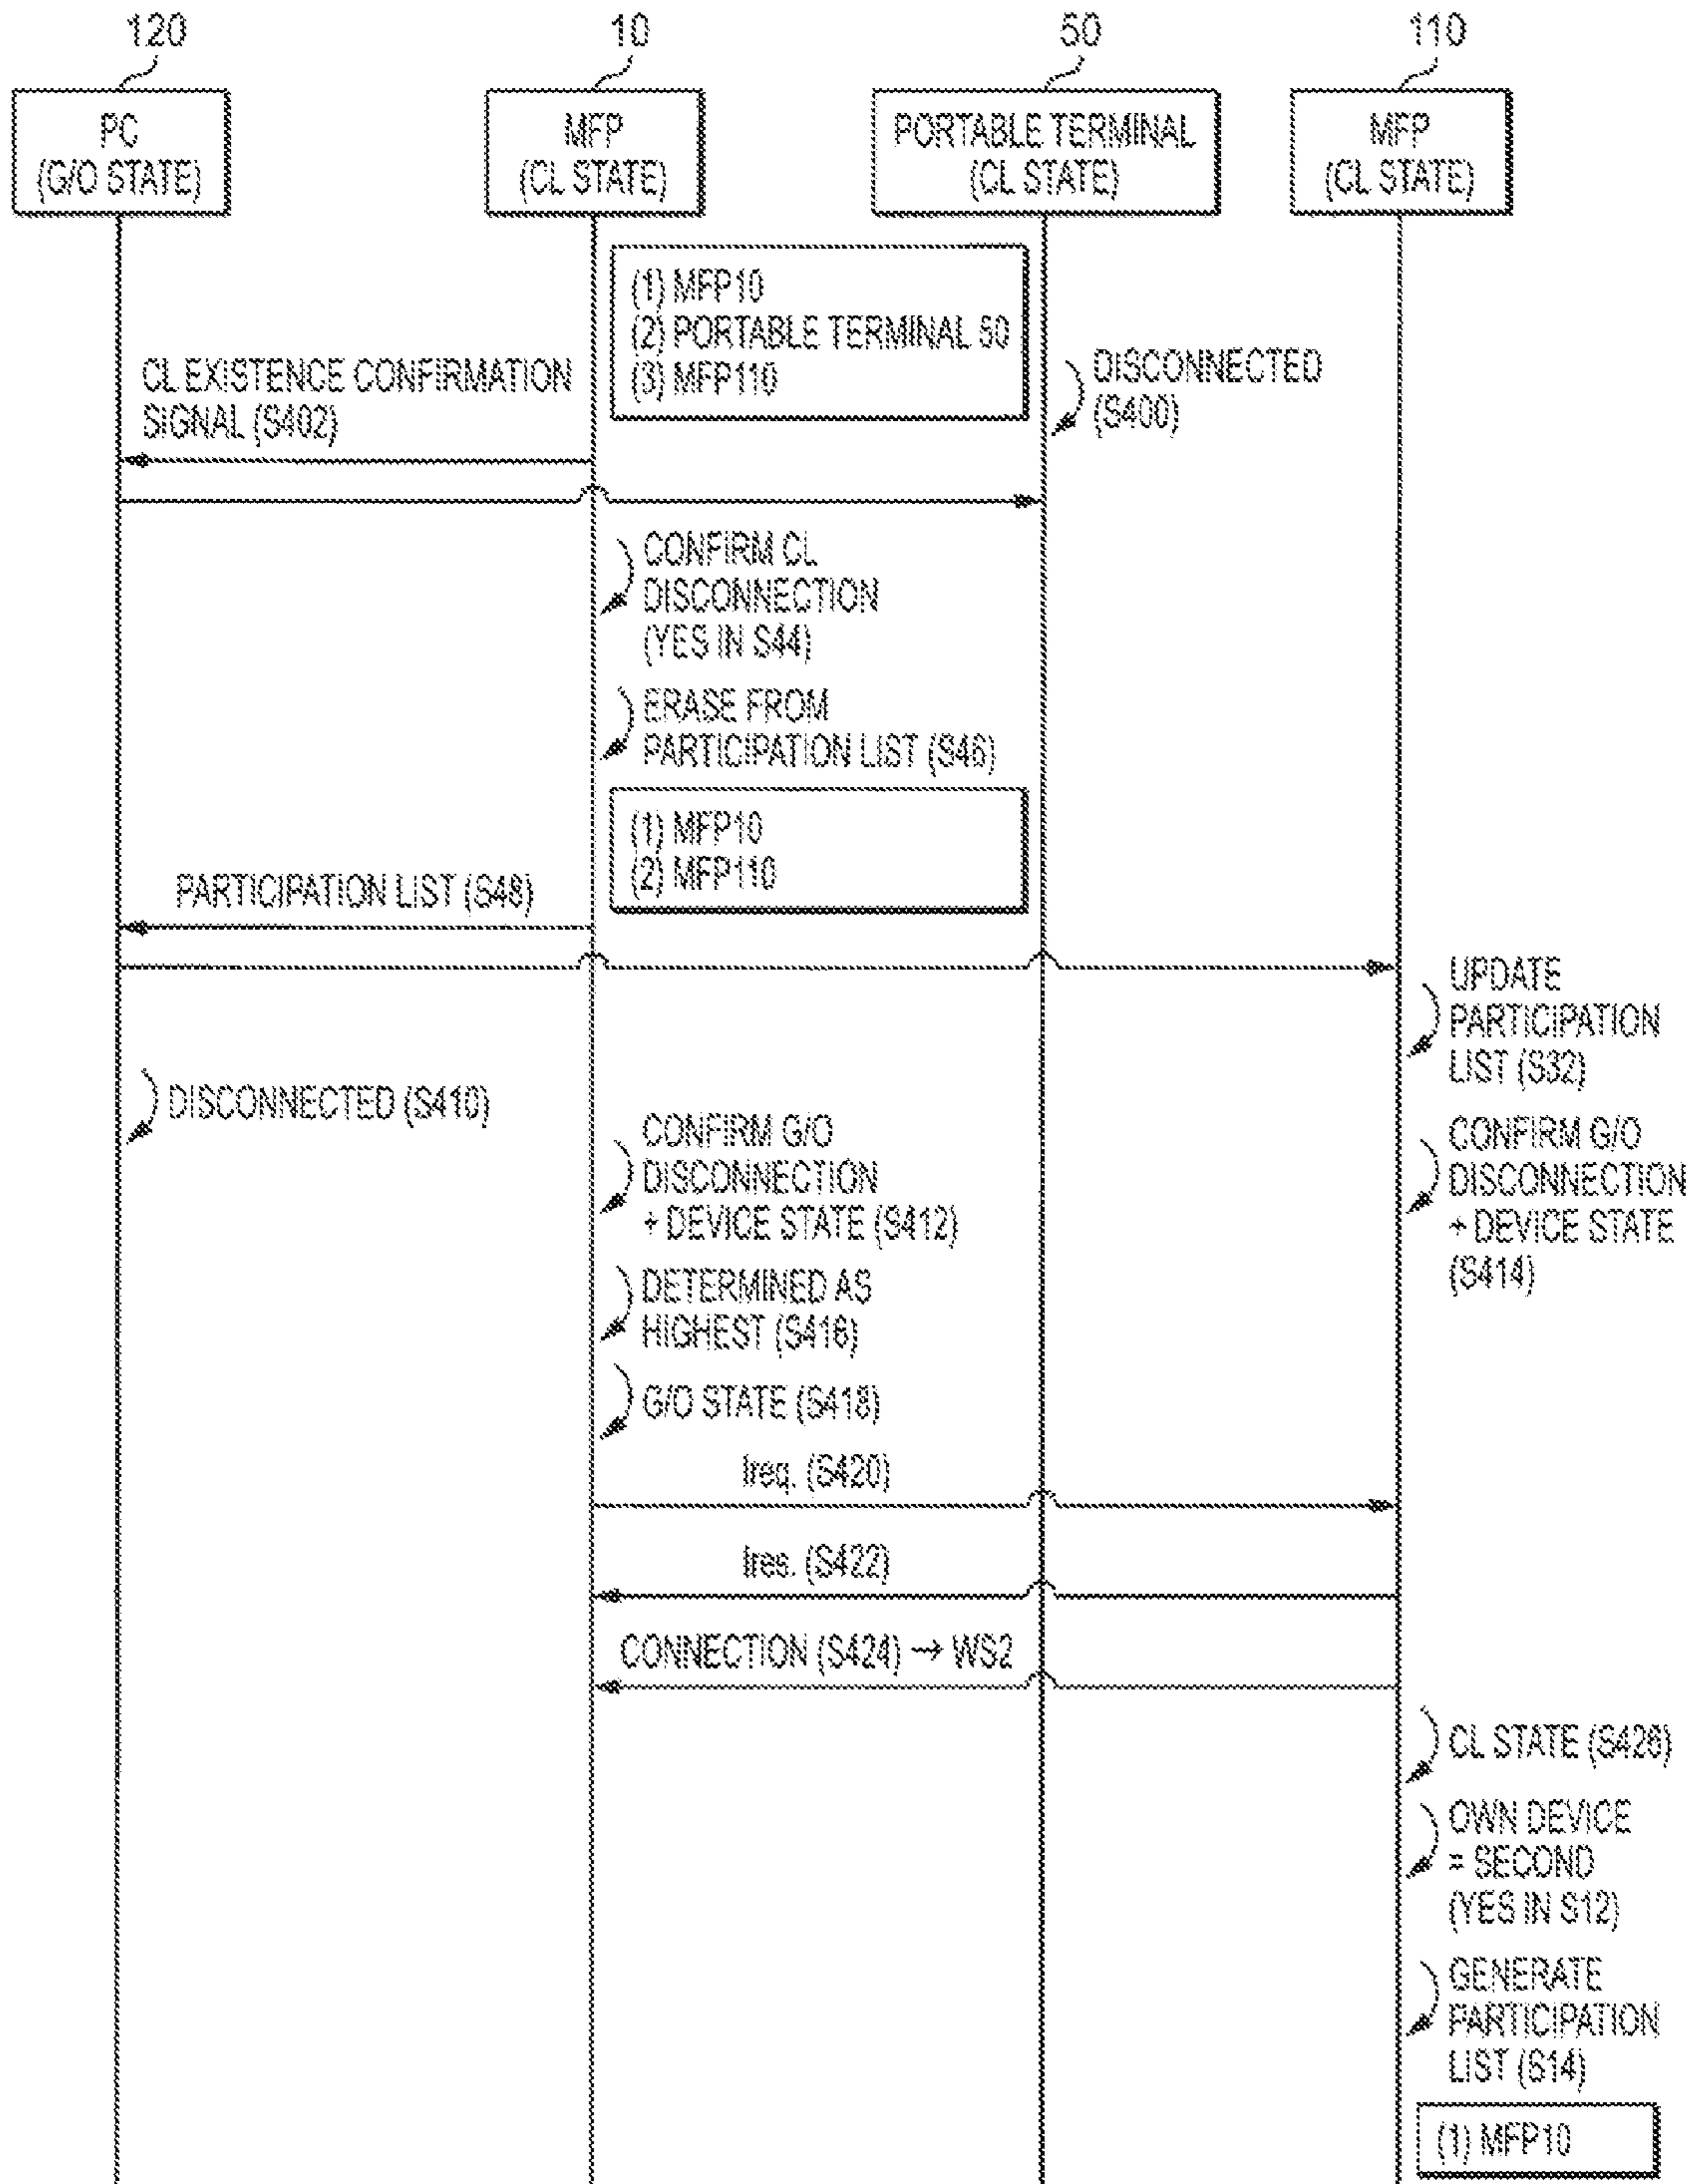 120
10
50
110
PC
(G/O STATE)
MFP
(CL STATE)
PORTABLE TERMINAL
(CL STATE)
MFP
(CL STATE)
(1) MFP10
(2) PORTABLE TERMINAL 50
(3) MFP110
DISCONNECTED
(S400)
CL EXISTENCE CONFIRMATION
SIGNAL (S402)
CONFIRM CL
DISCONNECTION
(YES IN S44)
ERASE FROM
PARTICIPATION LIST (S46)
(1) MFP10
(2) MFP110
PARTICIPATION LIST (S48)
UPDATE
PARTICIPATION
LIST (S32)
DISCONNECTED (S410)
CONFIRM G/O
DISCONNECTION
+ DEVICE STATE (S412)
CONFIRM G/O
DISCONNECTION
+ DEVICE STATE
(S414)
DETERMINED AS
HIGHEST (S416)
G/O STATE (S418)
Ireq. (S420)
Ires. (S422)
CONNECTION (S424) → WS2
CL STATE (S426)
OWN DEVICE
= SECOND
(YES IN S12)
GENERATE
PARTICIPATION
LIST (S14)
(1) MFP10